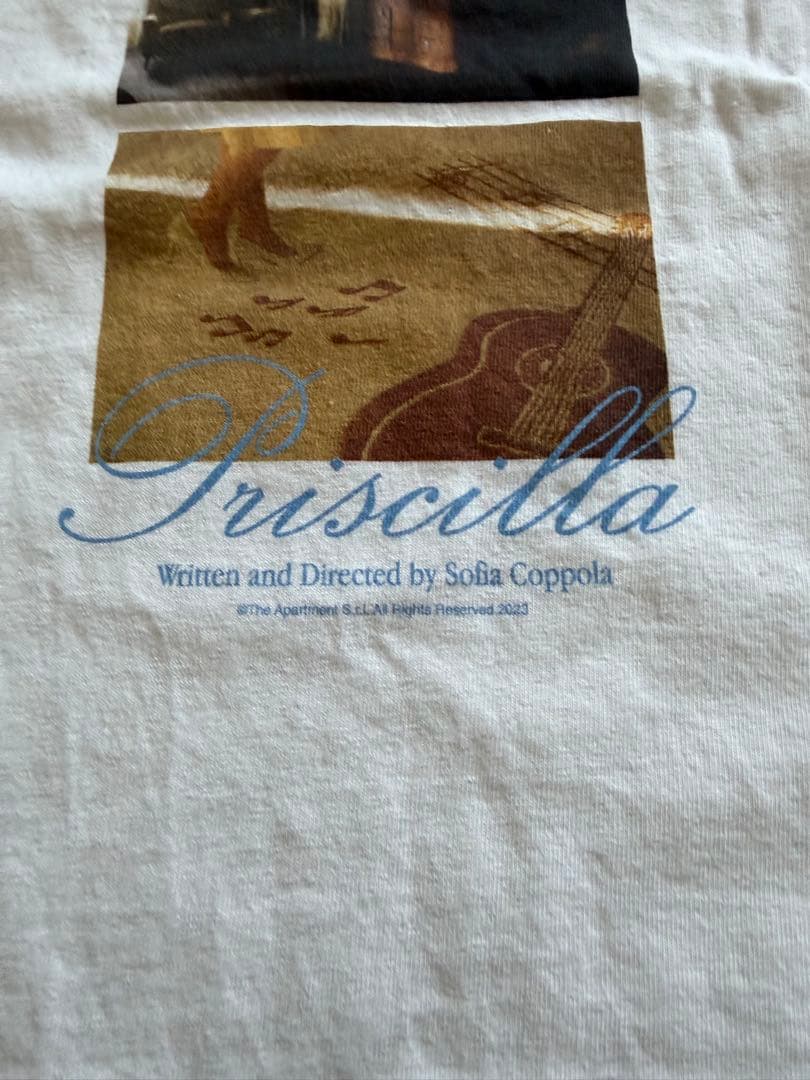 Priscilla
Written and Directed by Sofia Coppola
©The Apartment S.r.l.All Rights Reserved 2023